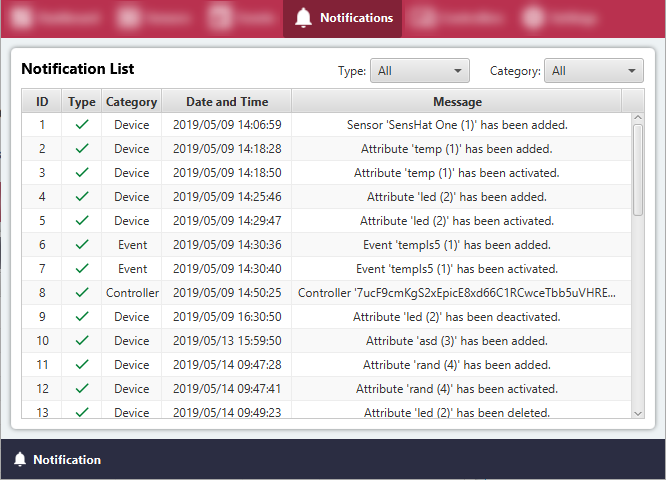 Notifications
Notification List
Type: All Category: All
ID Type Category Date and Time Message
1 Device 2019/05/09 14:06:59 Sensor 'SensHat One (1)' has been added.
2 Device 2019/05/09 14:18:28 Attribute 'temp (1)' has been added.
3 Device 2019/05/09 14:18:50 Attribute 'temp (1)' has been activated.
4 Device 2019/05/09 14:25:46 Attribute 'led (2)' has been added.
5 Device 2019/05/09 14:29:47 Attribute 'led (2)' has been activated.
6 Event 2019/05/09 14:30:36 Event 'templs5 (1)' has been added.
7 Event 2019/05/09 14:30:40 Event 'templs5 (1)' has been activated.
8 Controller 2019/05/09 14:50:25 Controller '7ucF9cmKgS2xEpicE8xd66C1RCwceTbb5uVHRE...
9 Device 2019/05/09 16:30:50 Attribute 'led (2)' has been deactivated.
10 Device 2019/05/13 15:59:50 Attribute 'asd (3)' has been added.
11 Device 2019/05/14 09:47:28 Attribute 'rand (4)' has been added.
12 Device 2019/05/14 09:47:41 Attribute 'rand (4)' has been activated.
13 Device 2019/05/14 09:49:23 Attribute 'led (2)' has been deleted.
Notification